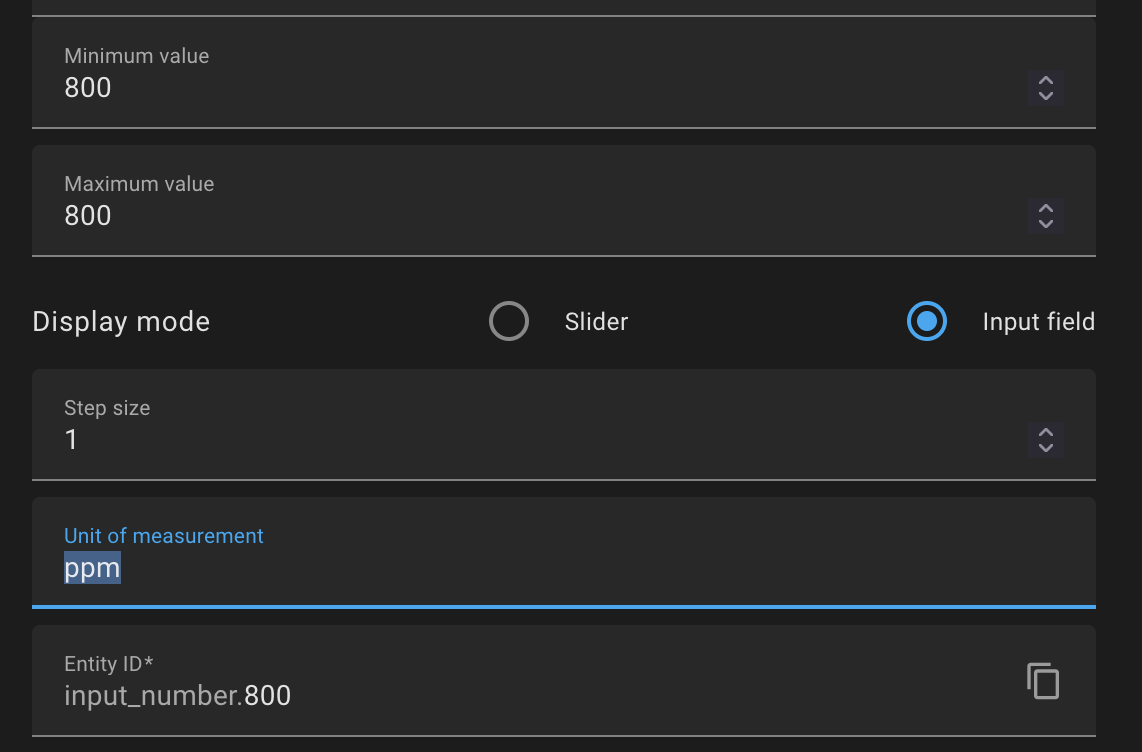 Minimum value
800
Maximum value
800
Display mode
Slider
Input field
Step size
1
Unit of measurement
ppm
Entity ID*
input_number.800